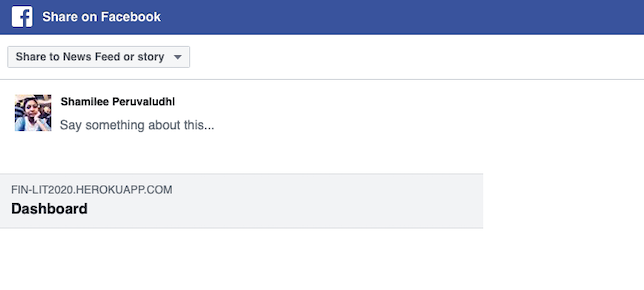 Share on Facebook
Share to News Feed or story
Shamilee Peruvaludhi
Say something about this...
FIN-LIT2020.HEROKUAPP.COM
Dashboard